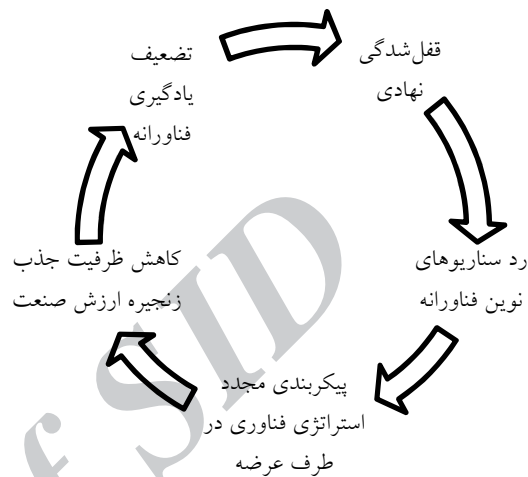 قفل‌شدگی
نهادی
رد سناریوهای
نوین فناورانه
پیکربندی مجدد
استراتژی فناوری در
طرف عرضه
کاهش ظرفیت جذب
زنجیره ارزش صنعت
تضعیف
یادگیری
فناورانه
f SID